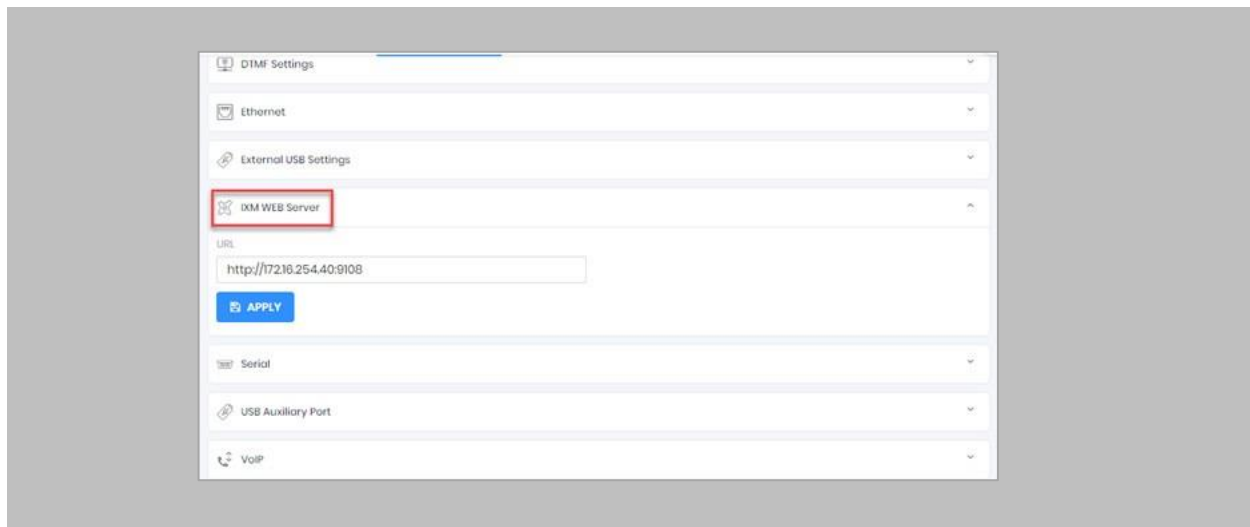 DTMF Settings
Ethernet
External USB Settings
IXM WEB Server
URL
http://172.16.254.40:9108
APPLY
Serial
USB Auxiliary Port
VoIP